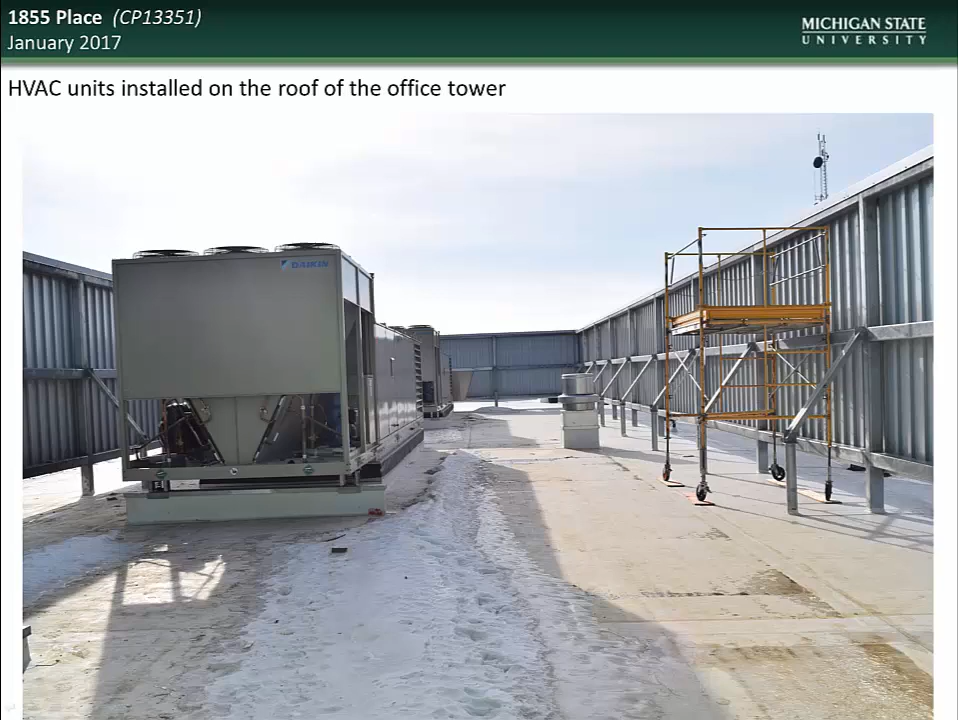 1855 Place (CP13351)
January 2017
MICHIGAN STATE
UNIVERSITY
HVAC units installed on the roof of the office tower
DAIKIN